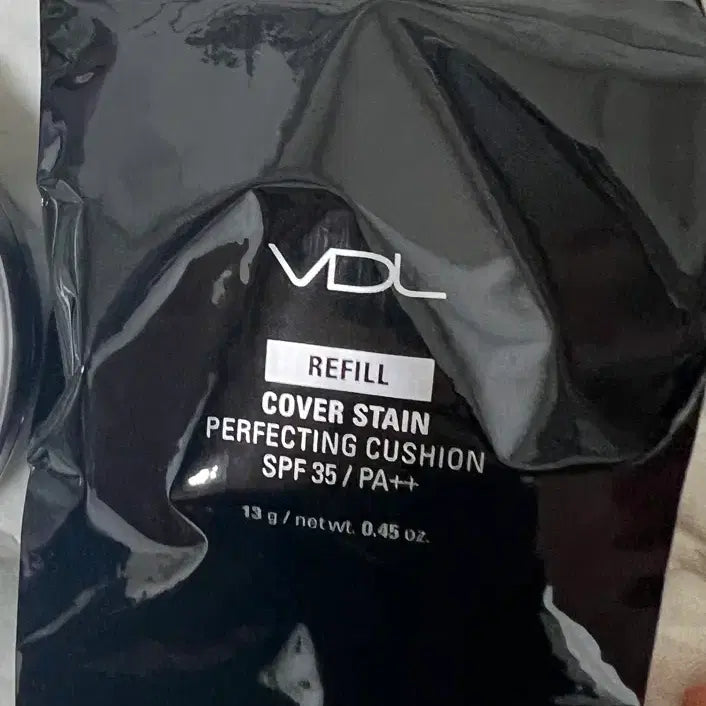 VDL
REFILL
COVER STAIN
PERFECTING CUSHION
SPF 35 / PA++
13 g / net wt. 0.45 oz.